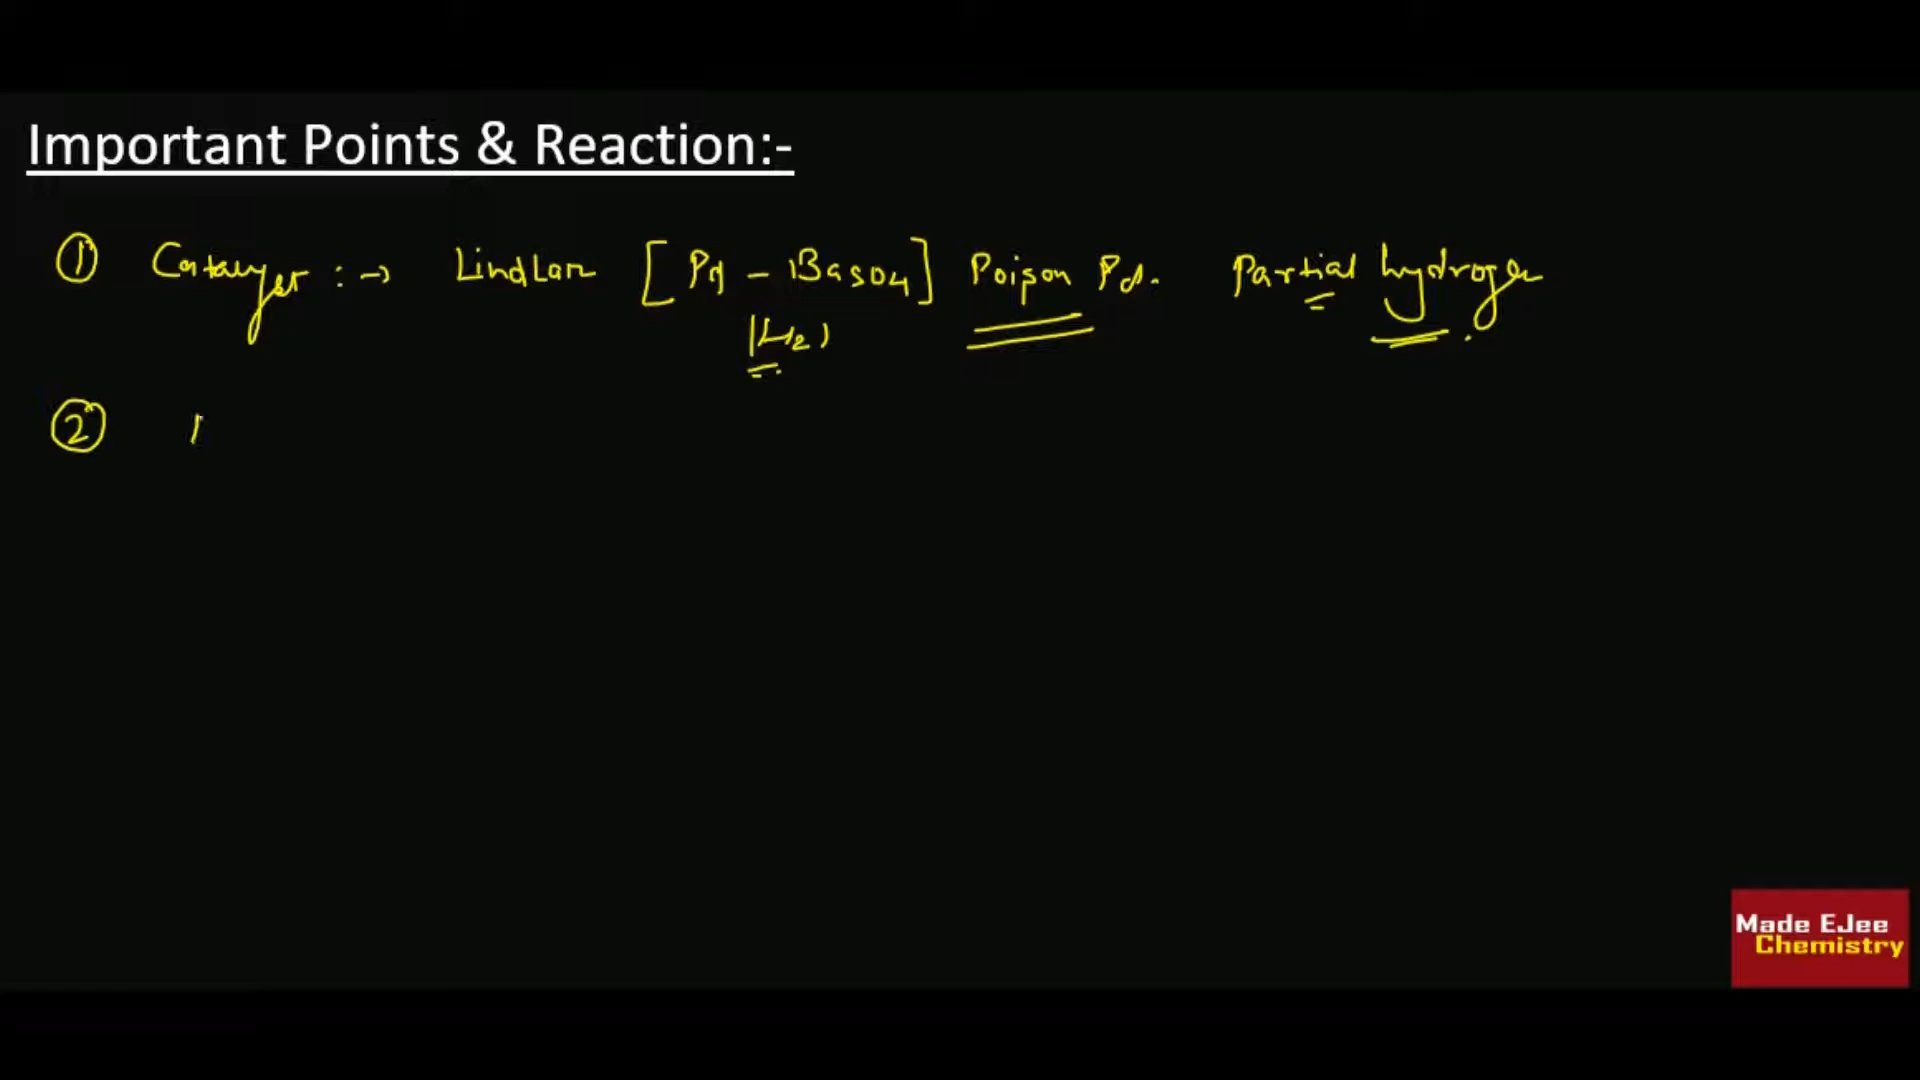 Important Points & Reaction:-
① Catalyst :→ Lindlar [Pd - BaSO4] Poison Pd. Partial hydrogen
H2)
②
Made EJee
Chemistry